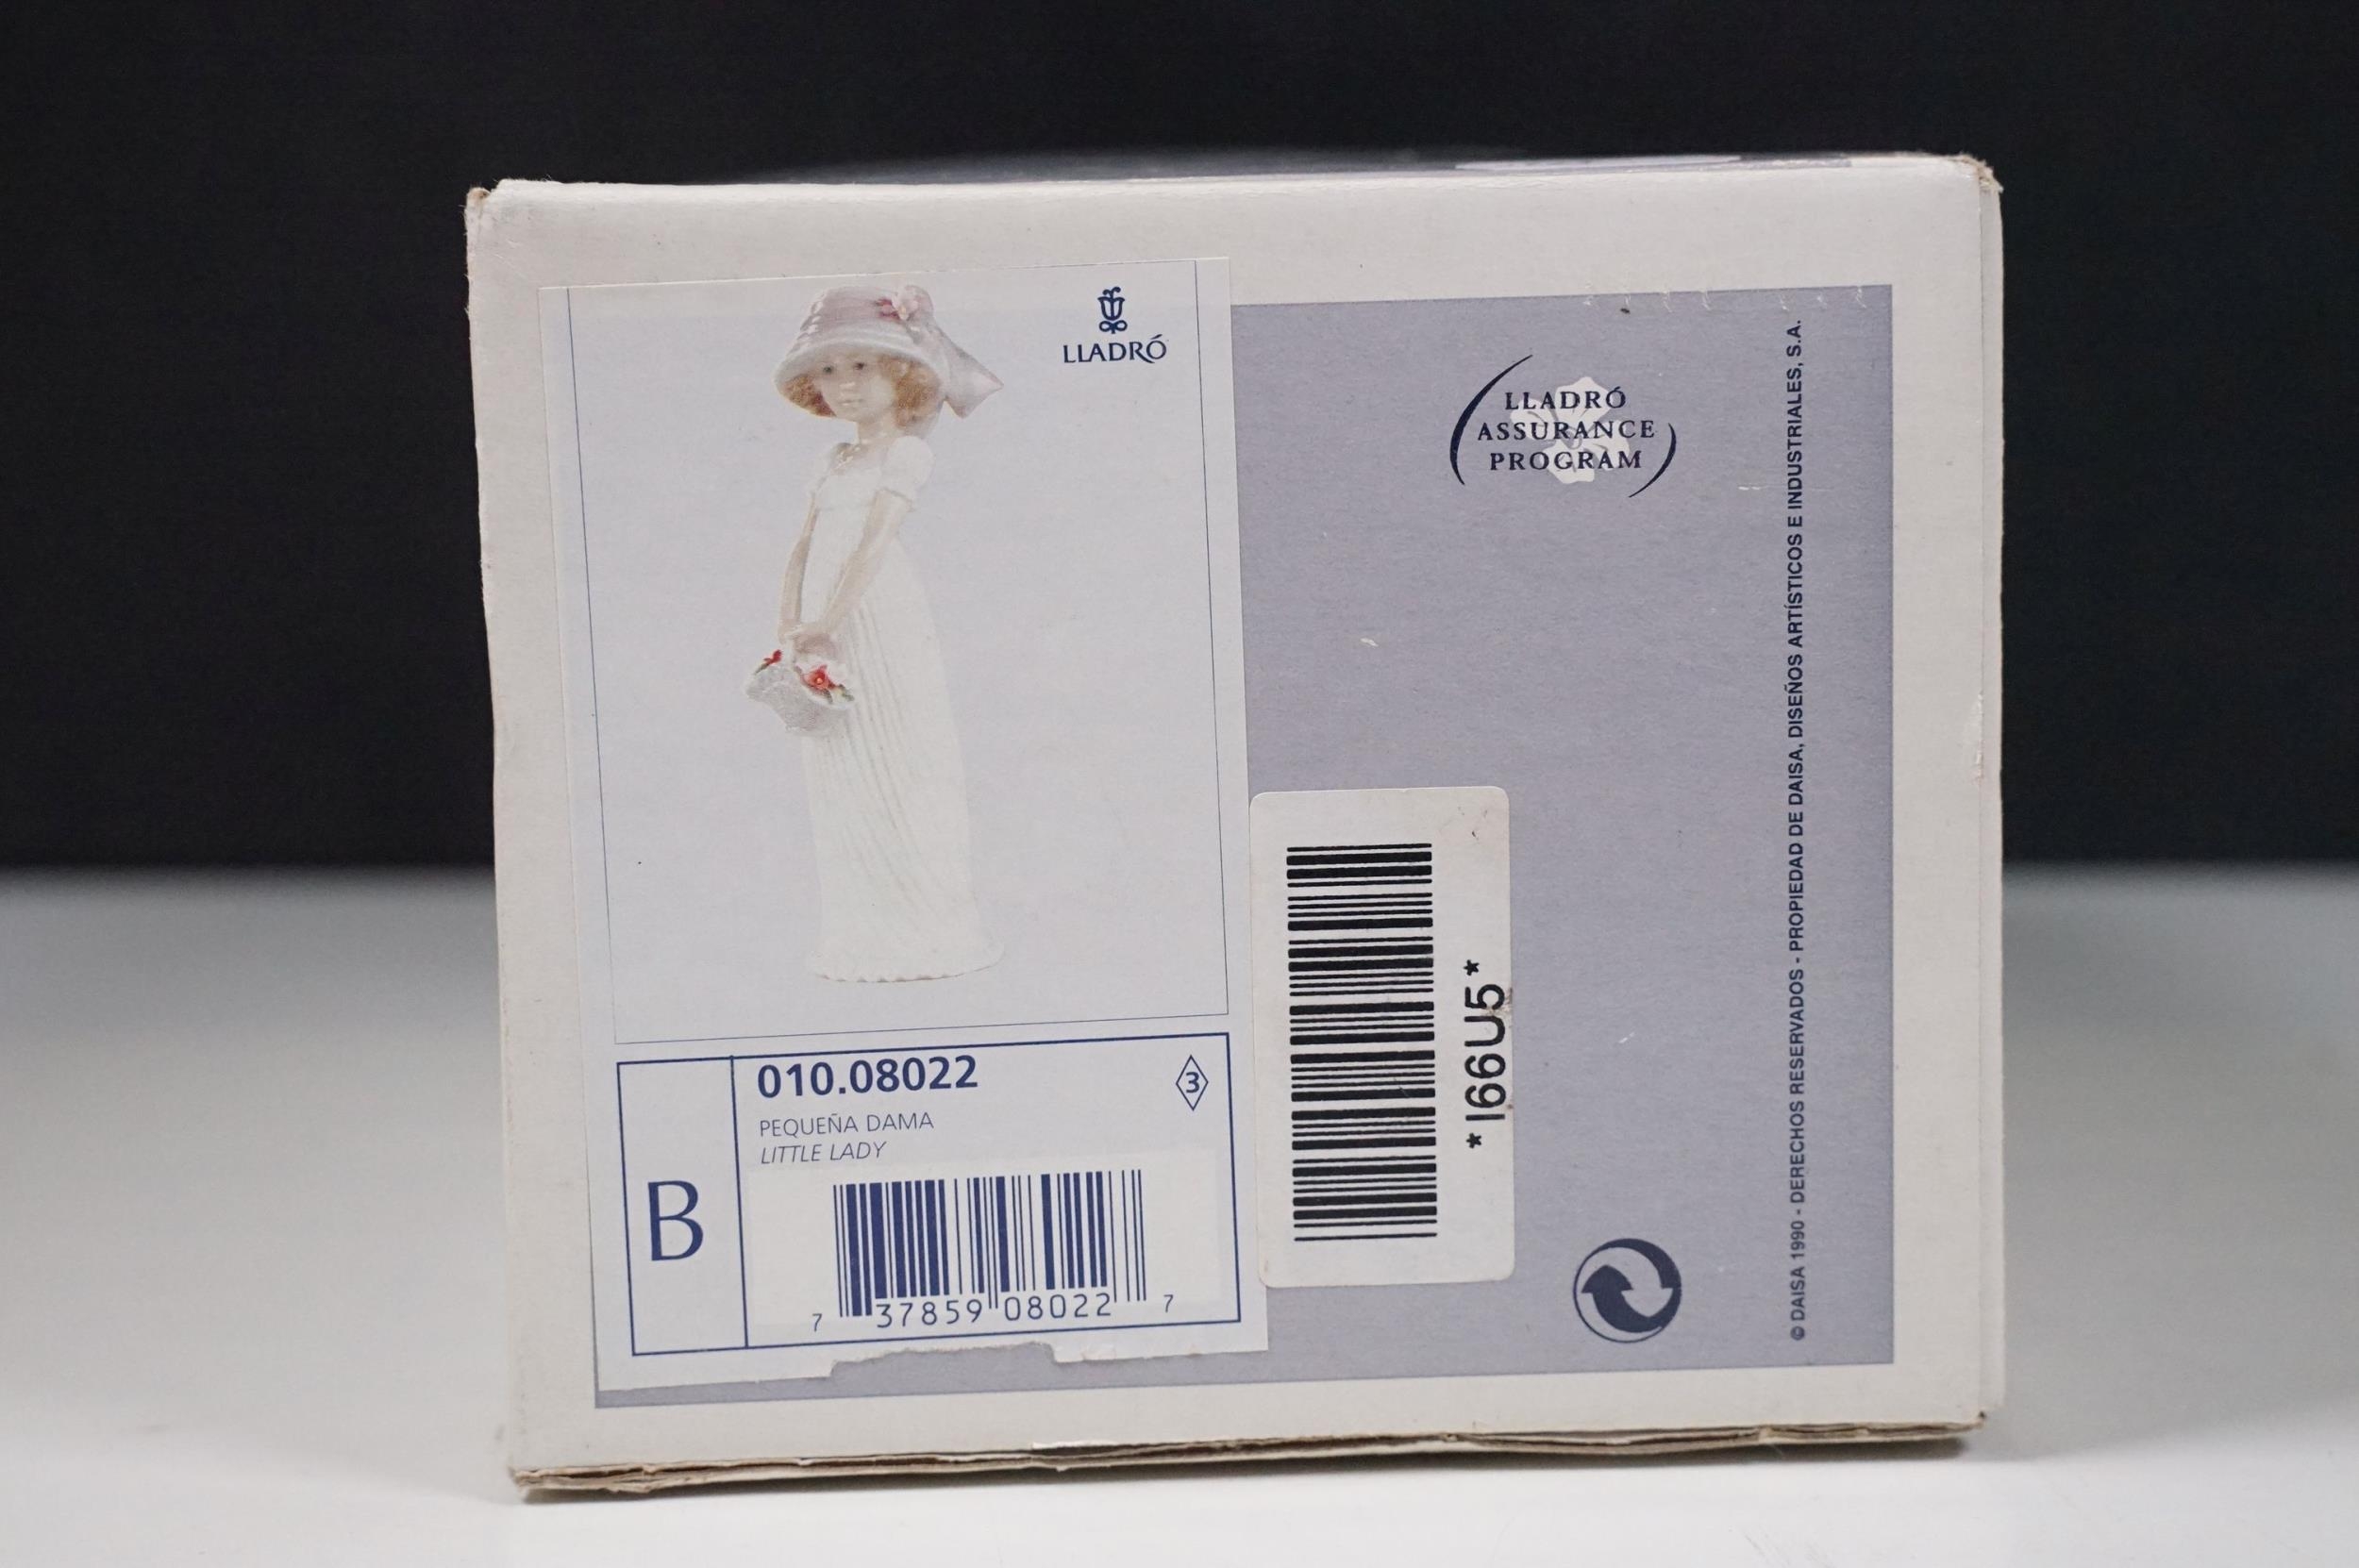 LLADRÓ
LLADRÓ
ASSURANCE
PROGRAM
010.08022
3
PEQUEÑA DAMA
LITTLE LADY
B
7 37859 08022 7
*I66U5*
© DAISA 1990 - DERECHOS RESERVADOS - PROPIEDAD DE DAISA, DISEÑOS ARTÍSTICOS E INDUSTRIALES, S.A.